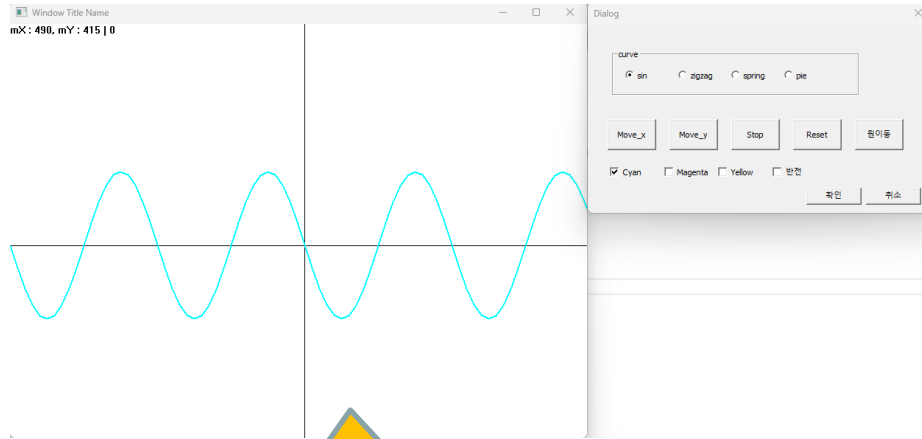 Window Title Name
mX : 490, mY : 415 | 0
Dialog
curve
sin zigzag spring pie
Move_x Move_y Stop Reset 원이동
Cyan Magenta Yellow 반전
확인 취소